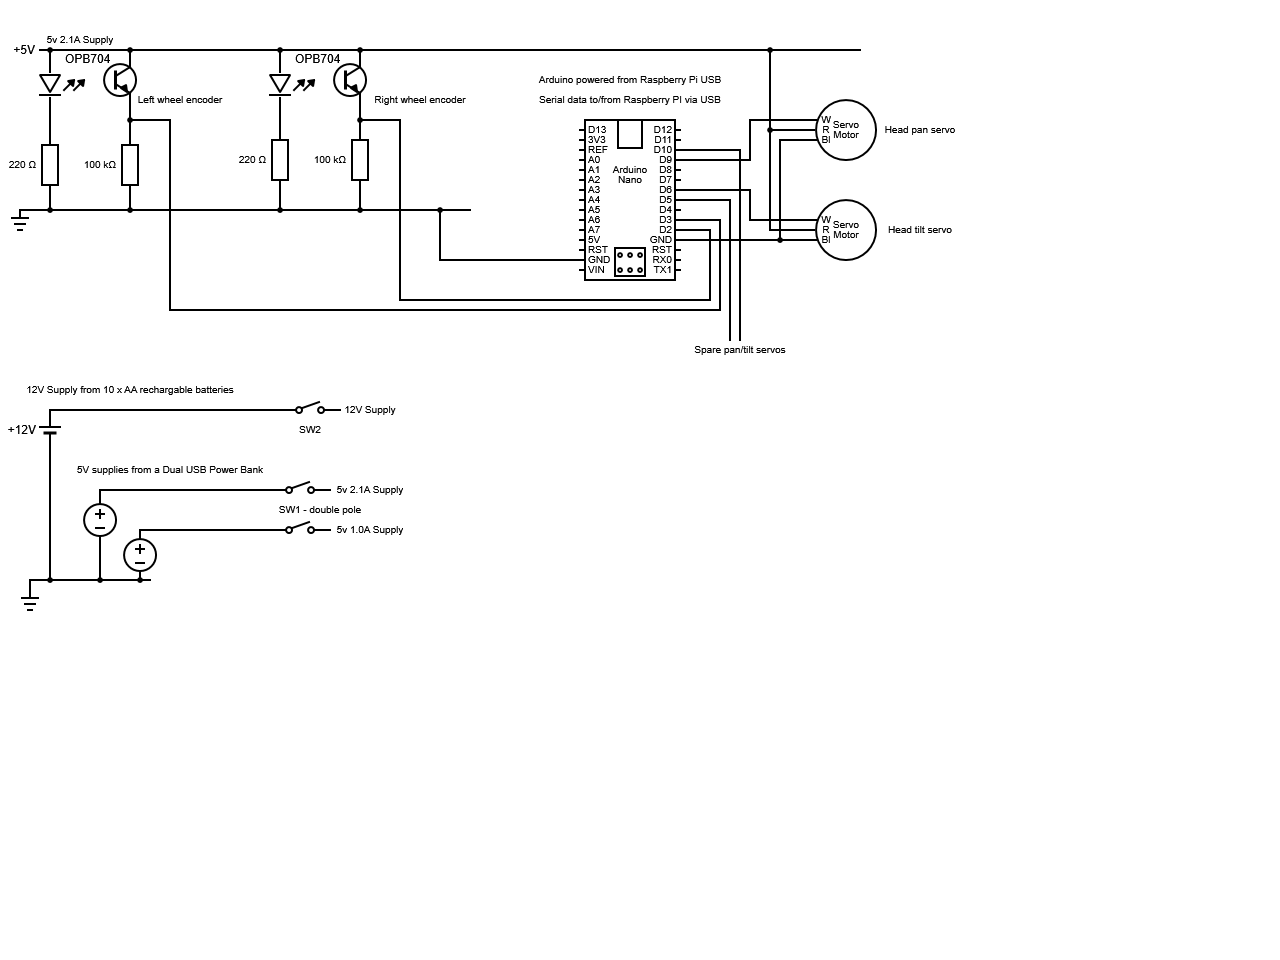 5v 2.1A Supply
+5V
OPB704
OPB704
Left wheel encoder
Right wheel encoder
220 Ω
100 kΩ
220 Ω
100 kΩ
Arduino powered from Raspberry Pi USB
Serial data to/from Raspberry PI via USB
D13
3V3
REF
A0
A1
A2
A3
A4
A5
A6
A7
5V
RST
GND
VIN
Arduino
Nano
D12
D11
D10
D9
D8
D7
D6
D5
D4
D3
D2
GND
RST
RX0
TX1
W
R
Bl
Servo
Motor
Head pan servo
W
R
Bl
Servo
Motor
Head tilt servo
Spare pan/tilt servos
12V Supply from 10 x AA rechargable batteries
+12V
12V Supply
SW2
5V supplies from a Dual USB Power Bank
5v 2.1A Supply
SW1 - double pole
5v 1.0A Supply